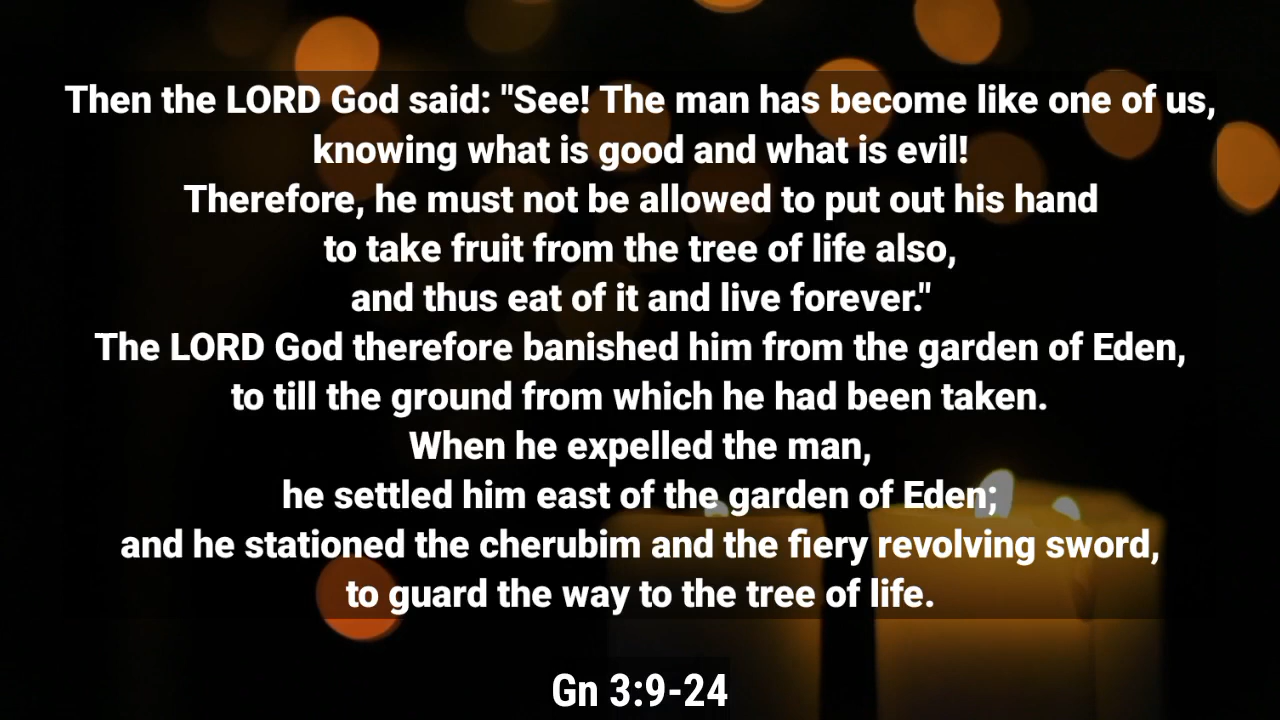 Then the LORD God said: "See! The man has become like one of us,
knowing what is good and what is evil!
Therefore, he must not be allowed to put out his hand
to take fruit from the tree of life also,
and thus eat of it and live forever."
The LORD God therefore banished him from the garden of Eden,
to till the ground from which he had been taken.
When he expelled the man,
he settled him east of the garden of Eden;
and he stationed the cherubim and the fiery revolving sword,
to guard the way to the tree of life.
Gn 3:9-24